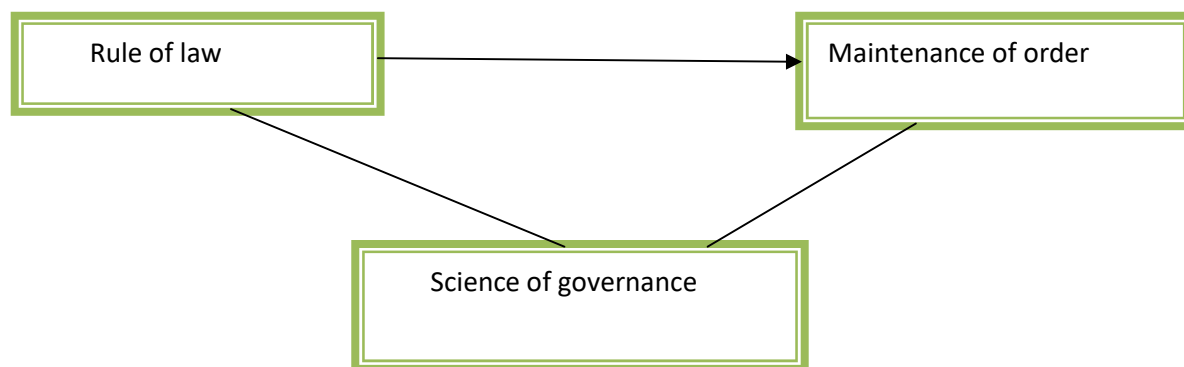 Rule of law
Maintenance of order
Science of governance